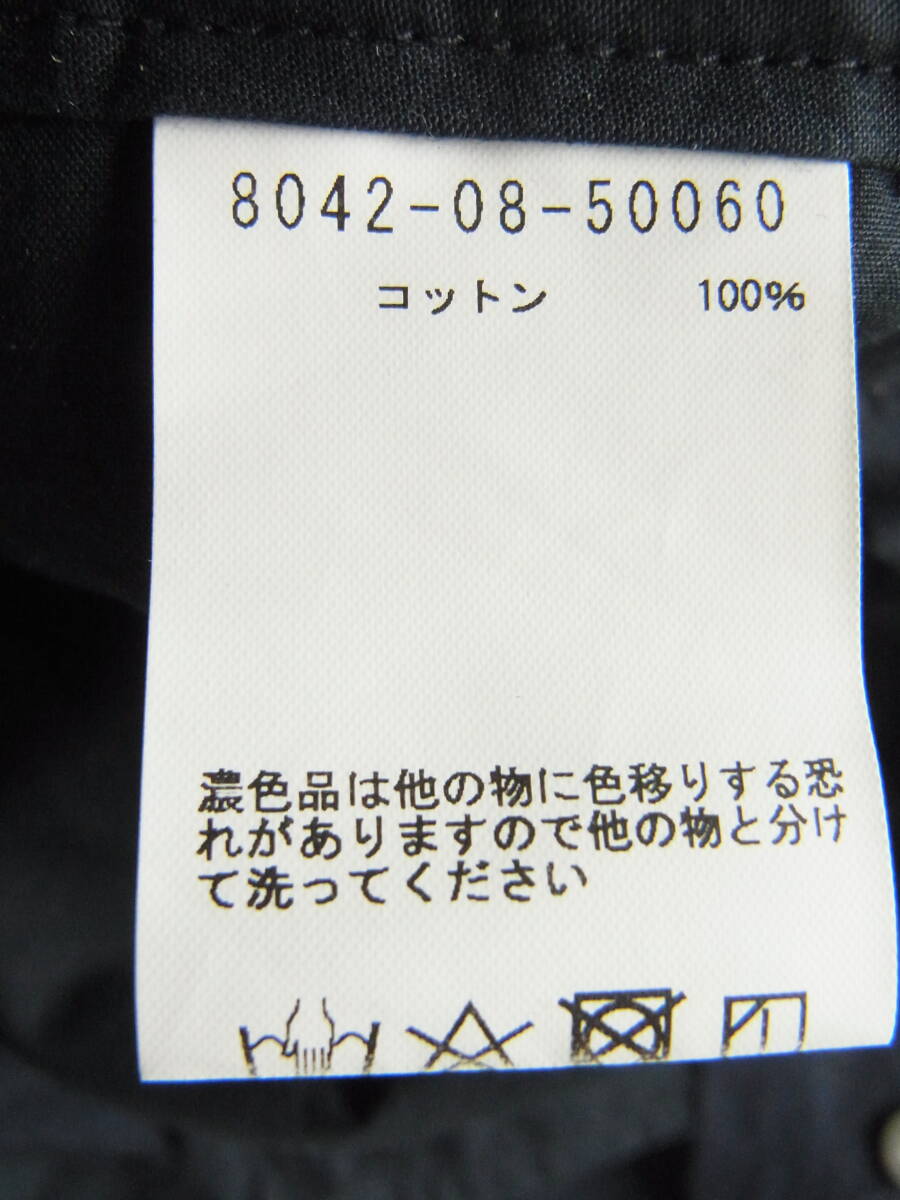 8042-08-50060
コットン 100%
濃色品は他の物に色移りする恐
れがありますので他の物と分け
て洗ってください